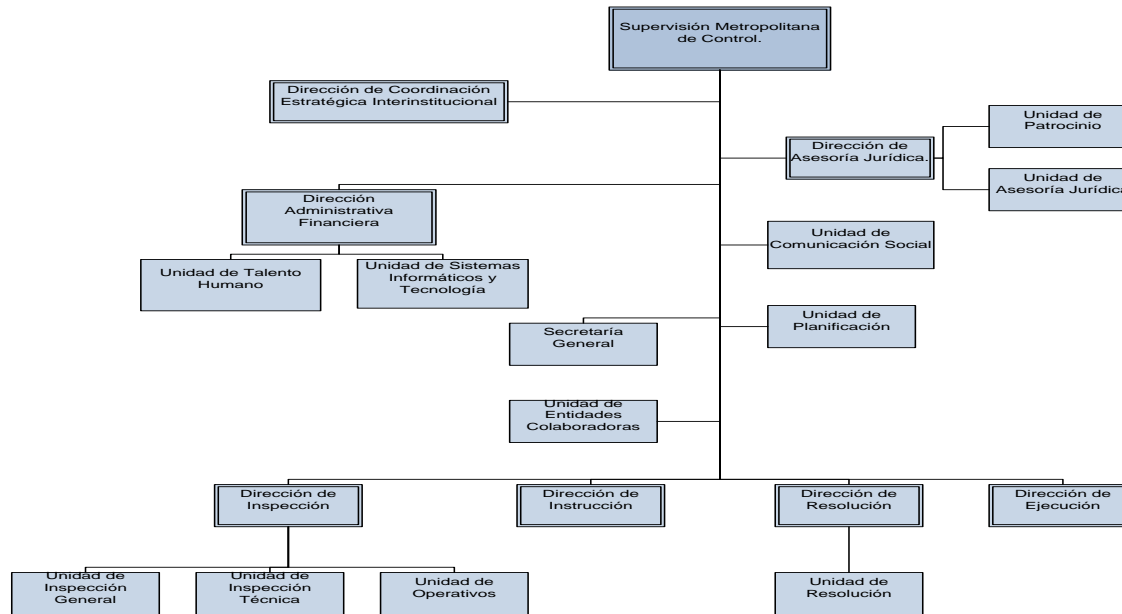 Supervisión Metropolitana
de Control.
Dirección de Coordinación
Estratégica Interinstitucional
Unidad de
Patrocinio
Dirección de
Asesoría Jurídica.
Unidad de
Asesoría Jurídica
Dirección
Administrativa
Financiera
Unidad de
Comunicación Social
Unidad de Talento
Humano
Unidad de Sistemas
Informáticos y
Tecnología
Secretaría
General
Unidad de
Planificación
Unidad de
Entidades
Colaboradoras
Dirección de
Inspección
Dirección de
Instrucción
Dirección de
Resolución
Dirección de
Ejecución
Unidad de
Inspección
General
Unidad de
Inspección
Técnica
Unidad de
Operativos
Unidad de
Resolución